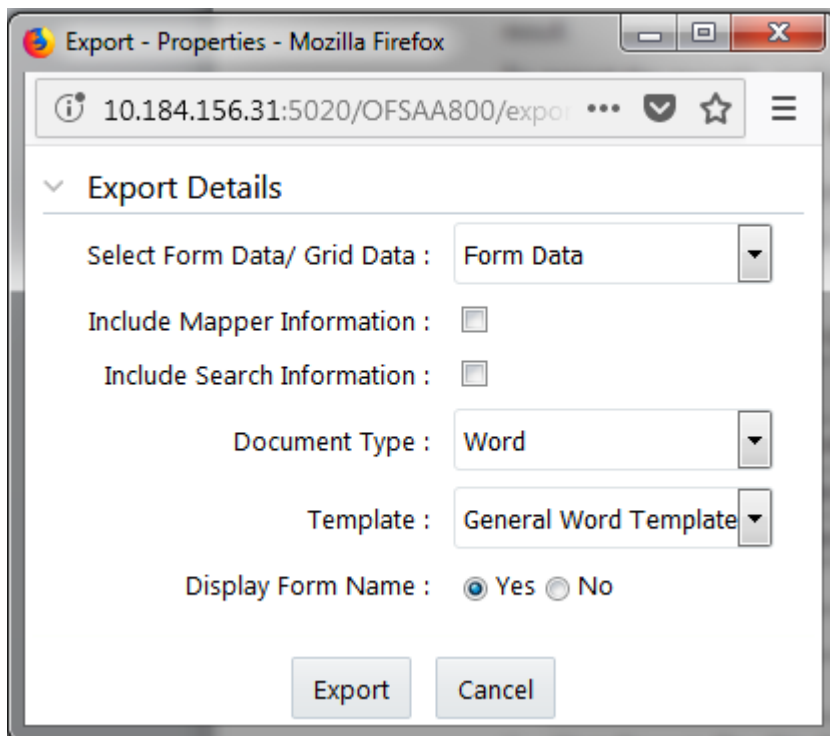 Export - Properties - Mozilla Firefox
10.184.156.31:5020/OFSAA800/expor
Export Details
Select Form Data/ Grid Data : Form Data
Include Mapper Information :
Include Search Information :
Document Type : Word
Template : General Word Template
Display Form Name : Yes No
Export Cancel